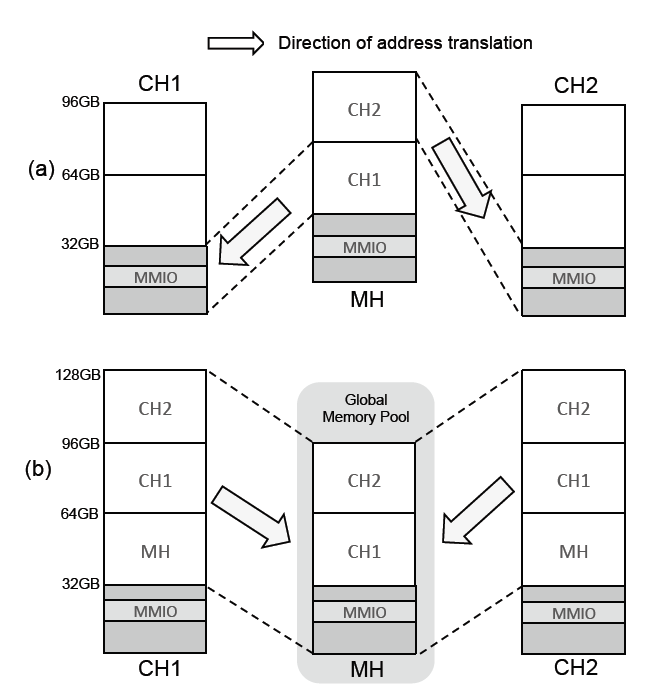 Direction of address translation
(a)
CH1
96GB
64GB
32GB
MMIO
CH2
CH1
MMIO
MH
CH2
MMIO
(b)
128GB
96GB
64GB
32GB
CH2
CH1
MH
MMIO
CH1
Global
Memory Pool
CH2
CH1
MMIO
MH
CH2
CH1
MH
MMIO
CH2